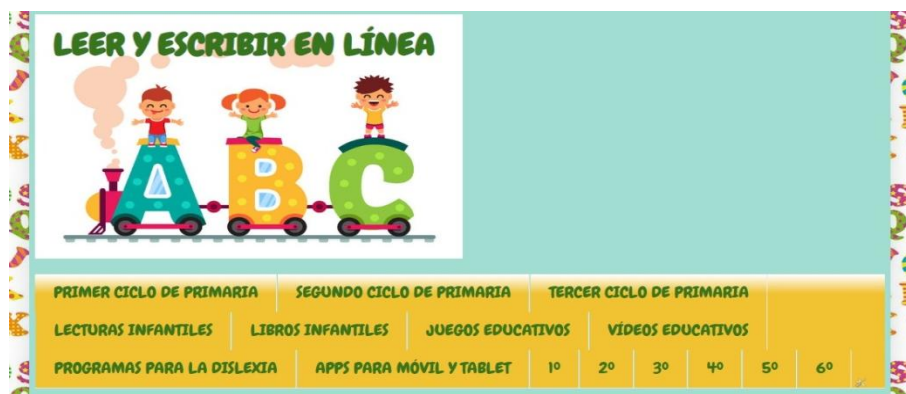 LEER Y ESCRIBIR EN LÍNEA
ABC
PRIMER CICLO DE PRIMARIA SEGUNDO CICLO DE PRIMARIA TERCER CICLO DE PRIMARIA
LECTURAS INFANTILES LIBROS INFANTILES JUEGOS EDUCATIVOS VÍDEOS EDUCATIVOS
PROGRAMAS PARA LA DISLEXIA APPS PARA MÓVIL Y TABLET 1º 2º 3º 4º 5º 6º